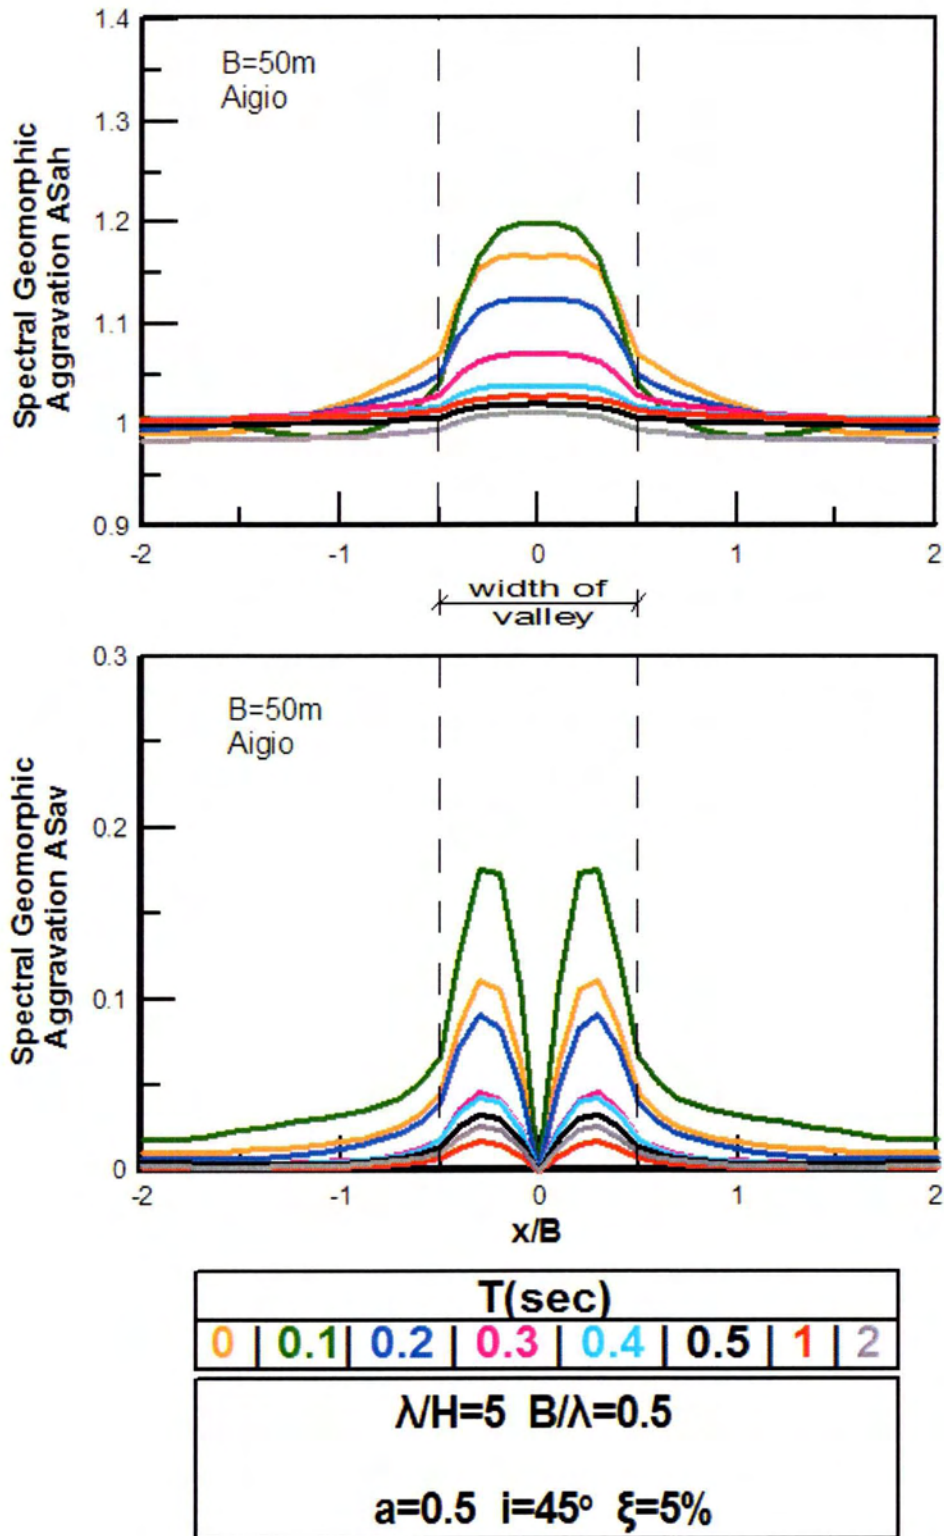 Spectral Geomorphic
Aggravation ASah
1.4
1.3
1.2
1.1
1
0.9
B=50m
Aigio
-2 -1 0 1 2
width of
valley
Spectral Geomorphic
Aggravation ASav
0.3
0.2
0.1
0
B=50m
Aigio
-2 -1 0 1 2
x/B
T(sec)
0 | 0.1 | 0.2 | 0.3 | 0.4 | 0.5 | 1 | 2
λ/H=5 B/λ=0.5
a=0.5 i=45º ξ=5%